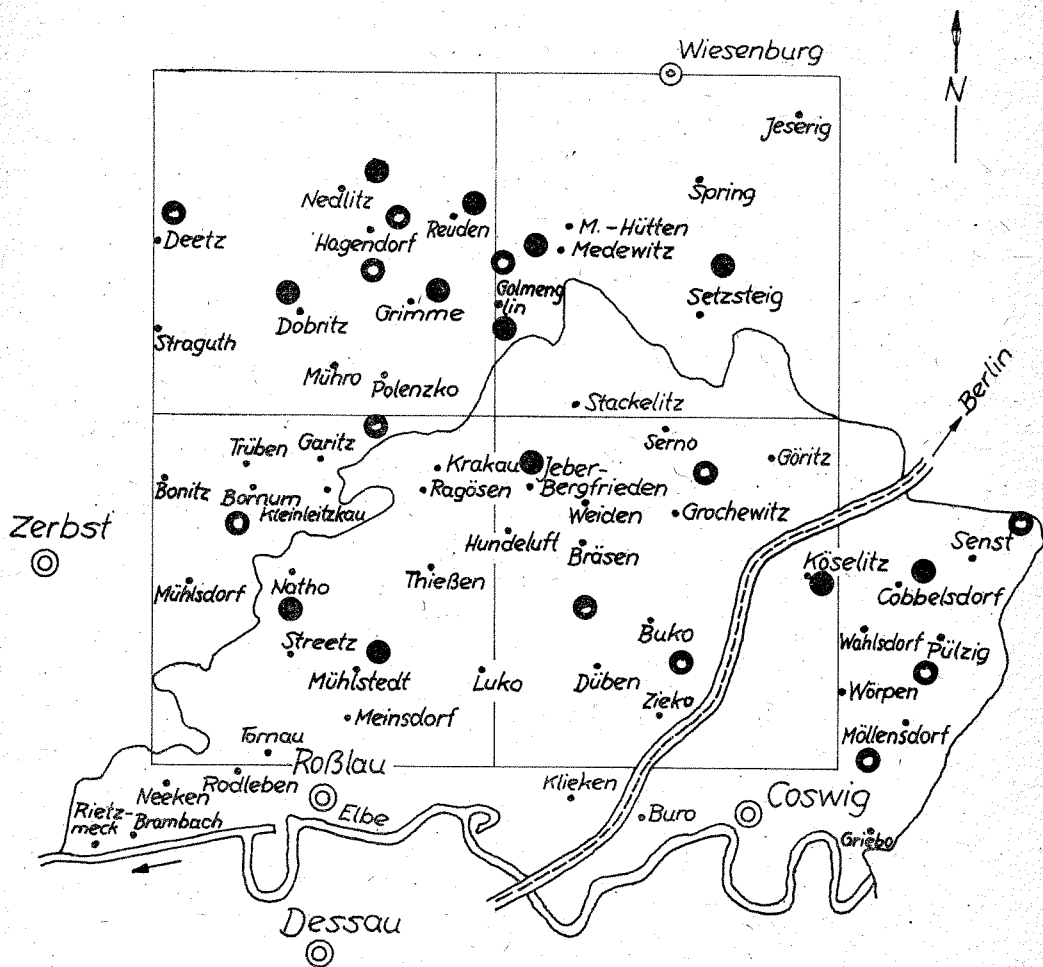 Wiesenburg
N
Jeserig
Spring
Nedlitz
Reuden
M.-Hütten
Deetz
Hagendorf
Medewitz
Golmeng
lin
Setzsteig
Grimme
Dobritz
Straguth
Mühro
Polenzko
Berlin
Stackelitz
Serno
Trüben
Garitz
Krakau
Jeber-
Göritz
Bonitz
Bornum
Ragösen
Bergfrieden
Kleinleitzkau
Weiden
Grochewitz
Zerbst
Hundeluft
Bräsen
Senst
Köselitz
Mühlsdorf
Natho
Thießen
Cobbelsdorf
Streetz
Buko
Wahlsdorf
Pülzig
Mühlstedt
Luko
Düben
Wörpen
Zieko
Meinsdorf
Möllensdorf
Tornau
Roßlau
Rodleben
Neeken
Klieken
Coswig
Rietz-
meck
Brambach
Elbe
Buro
Griebo
Dessau